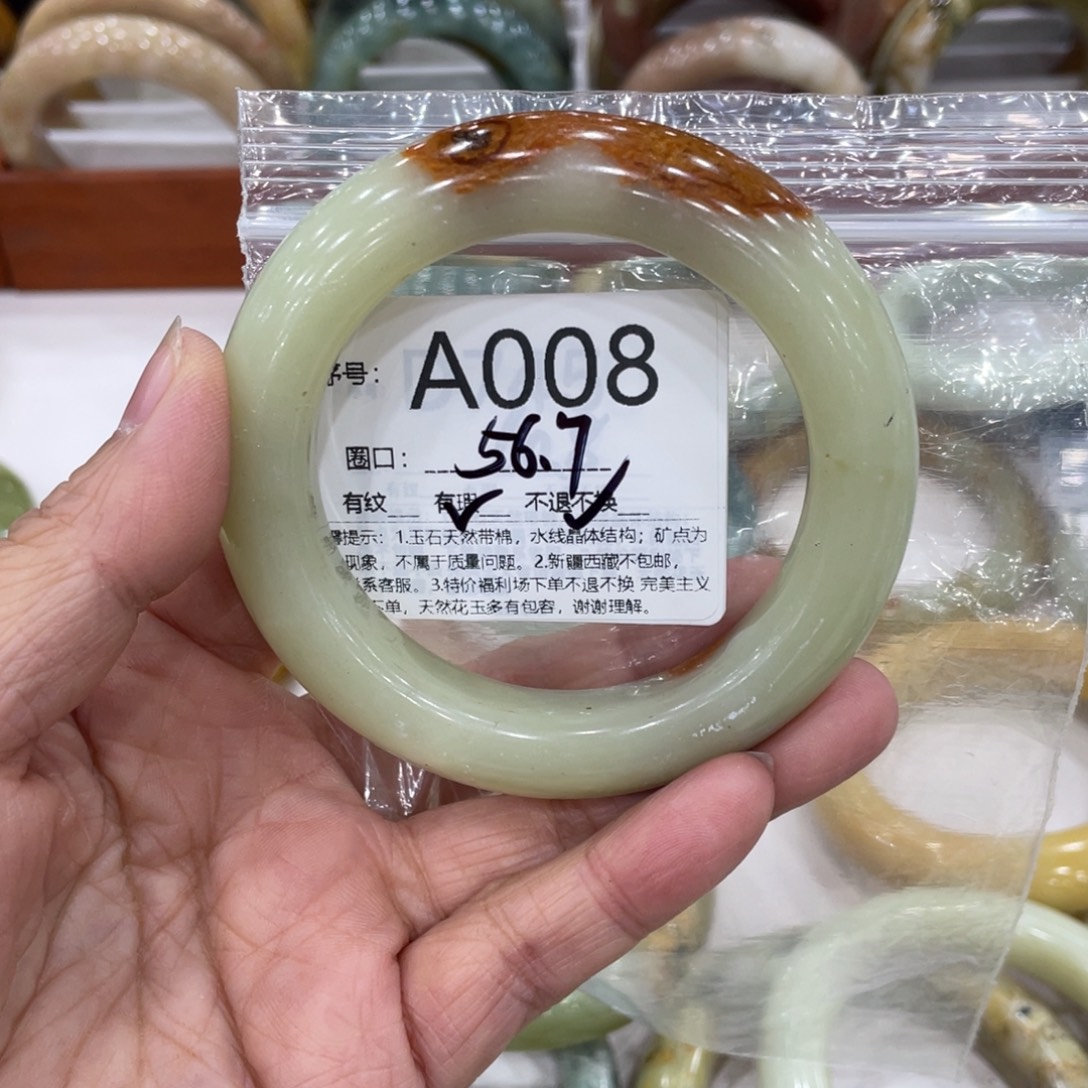 序号： A008
圈口： 56.7
有纹___ 有瑕✓ 不退不换✓
提示：1.玉石天然带棉，水线晶体结构；矿点为
现象，不属于质量问题。2.新疆西藏不包邮，
系客服。3.特价福利场下单不退不换 完美主义
单，天然花玉多有包容，谢谢理解。